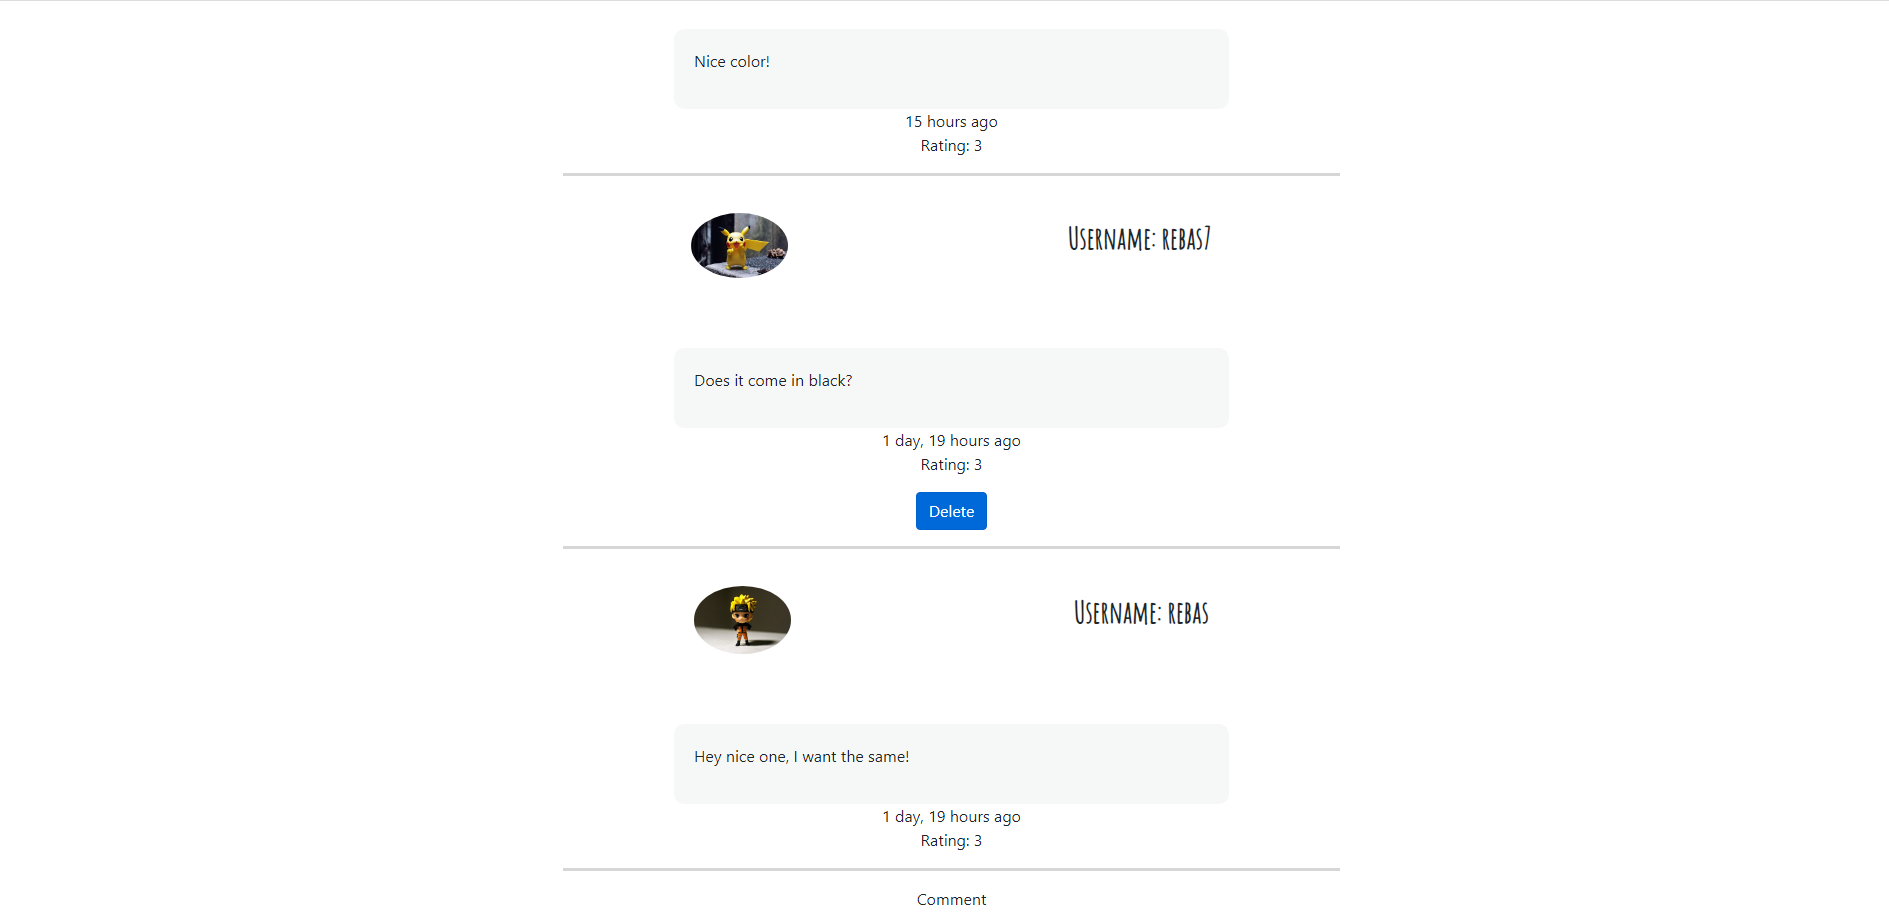 Nice color!
15 hours ago
Rating: 3
Username: rebas7
Does it come in black?
1 day, 19 hours ago
Rating: 3
Delete
Username: rebas
Hey nice one, I want the same!
1 day, 19 hours ago
Rating: 3
Comment